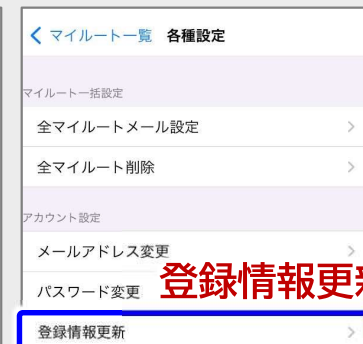 マイルート一覧 各種設定
マイルート一括設定
全マイルートメール設定
全マイルート削除
アカウント設定
メールアドレス変更
パスワード変更
登録情報更新
登録情報更新